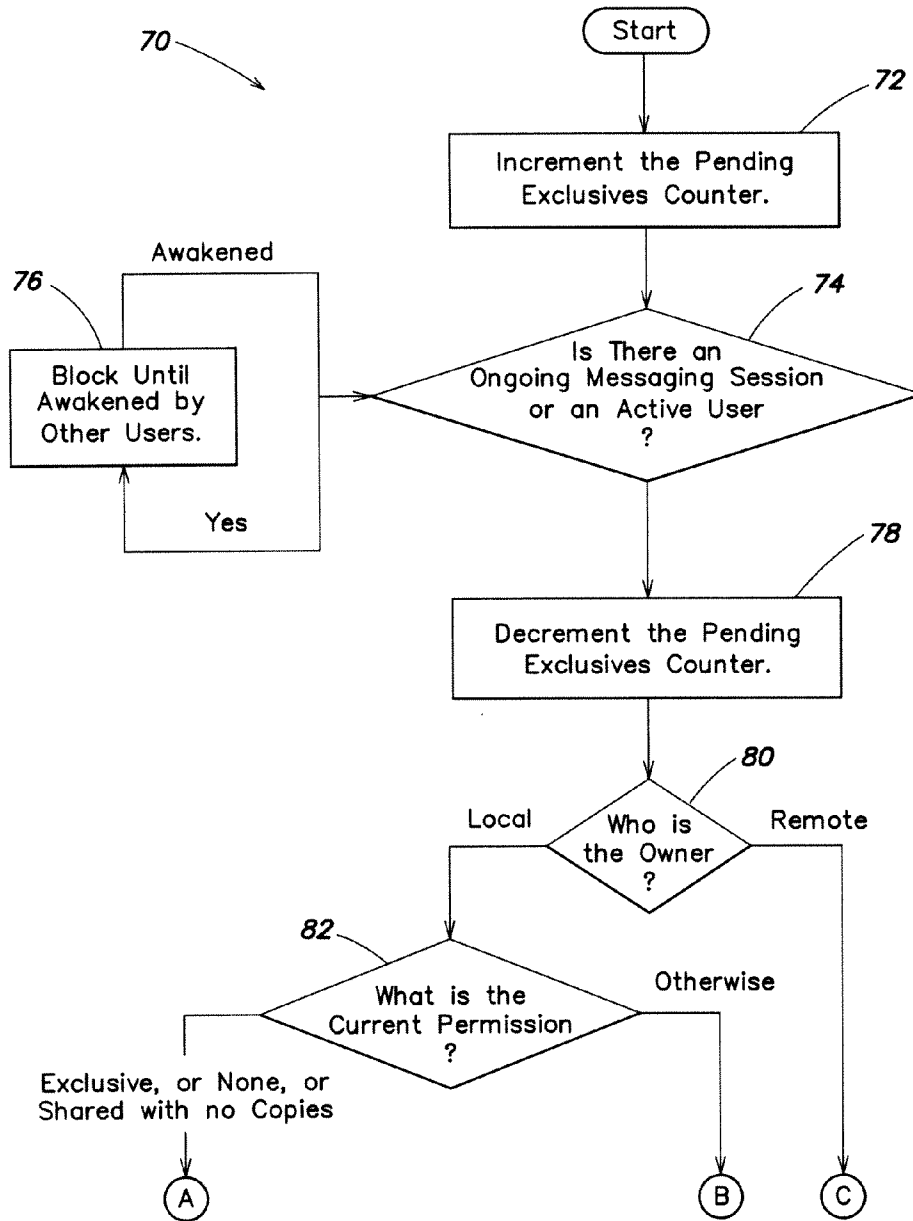 70
Start
72
Increment the Pending
Exclusives Counter.
Awakened
76
74
Block Until
Awakened by
Other Users.
Is There an
Ongoing Messaging Session
or an Active User
?
Yes
78
Decrement the Pending
Exclusives Counter.
80
Local
Who is
the Owner
?
Remote
82
What is the
Current Permission
?
Otherwise
Exclusive, or None, or
Shared with no Copies
A
B
C